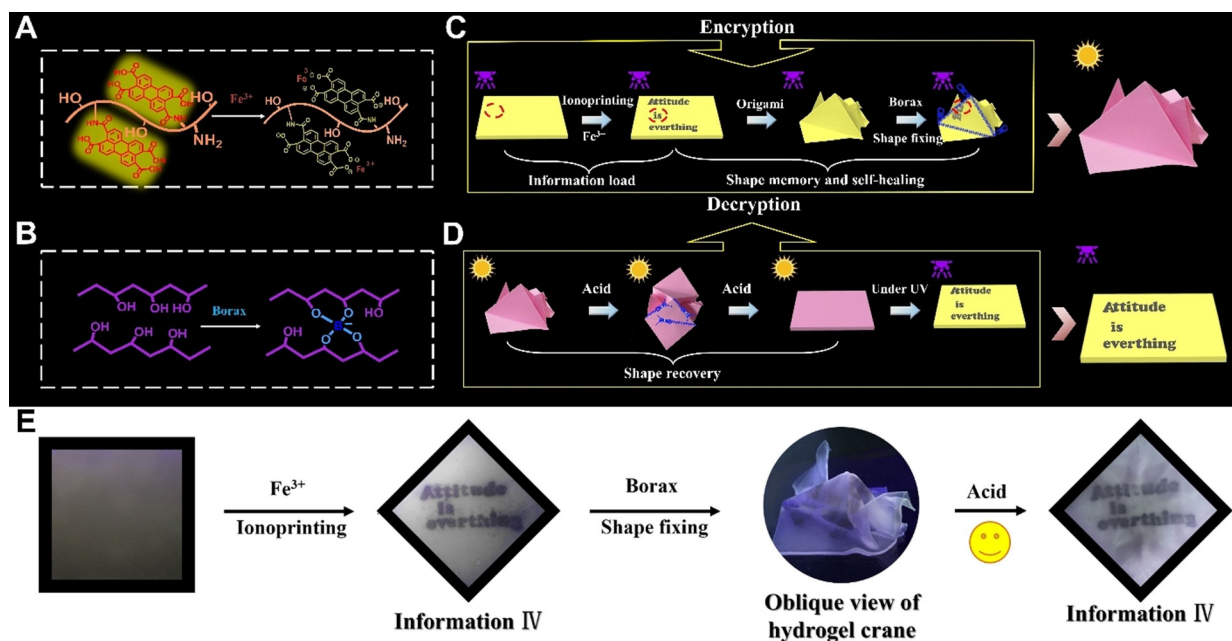 A
HO
HO
HO
HO
NH₂
Fe³⁺
HO
HO
NH₂
Fe³⁺
B
OH OH HO
OH OH OH
Borax
OH
O O
B⁻
O O
OH
C
Encryption
Ionoprinting
Fe³⁺
Attitude
is
everthing
Origami
Borax
Shape fixing
Information load
Shape memory and self-healing
D
Decryption
Acid
Acid
Under UV
Attitude
is
everthing
Shape recovery
Attitude
is
everthing
E
Fe³⁺
Ionoprinting
Attitude
is
everthing
Information Ⅳ
Borax
Shape fixing
Oblique view of
hydrogel crane
Acid
Attitude
is
everthing
Information Ⅳ